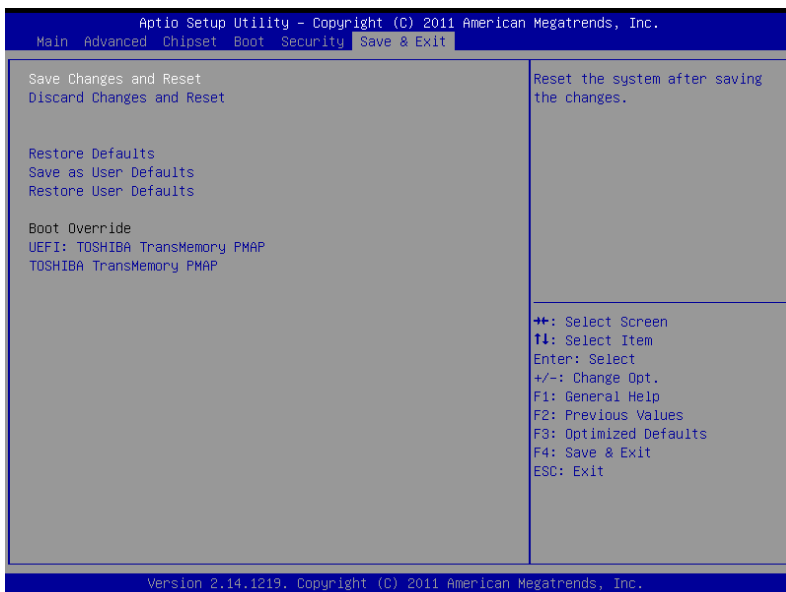 Aptio Setup Utility – Copyright (C) 2011 American Megatrends, Inc.
Main Advanced Chipset Boot Security Save & Exit
Save Changes and Reset
Discard Changes and Reset
Restore Defaults
Save as User Defaults
Restore User Defaults
Boot Override
UEFI: TOSHIBA TransMemory PMAP
TOSHIBA TransMemory PMAP
Reset the system after saving
the changes.
→←: Select Screen
↑↓: Select Item
Enter: Select
+/-: Change Opt.
F1: General Help
F2: Previous Values
F3: Optimized Defaults
F4: Save & Exit
ESC: Exit
Version 2.14.1219. Copyright (C) 2011 American Megatrends, Inc.